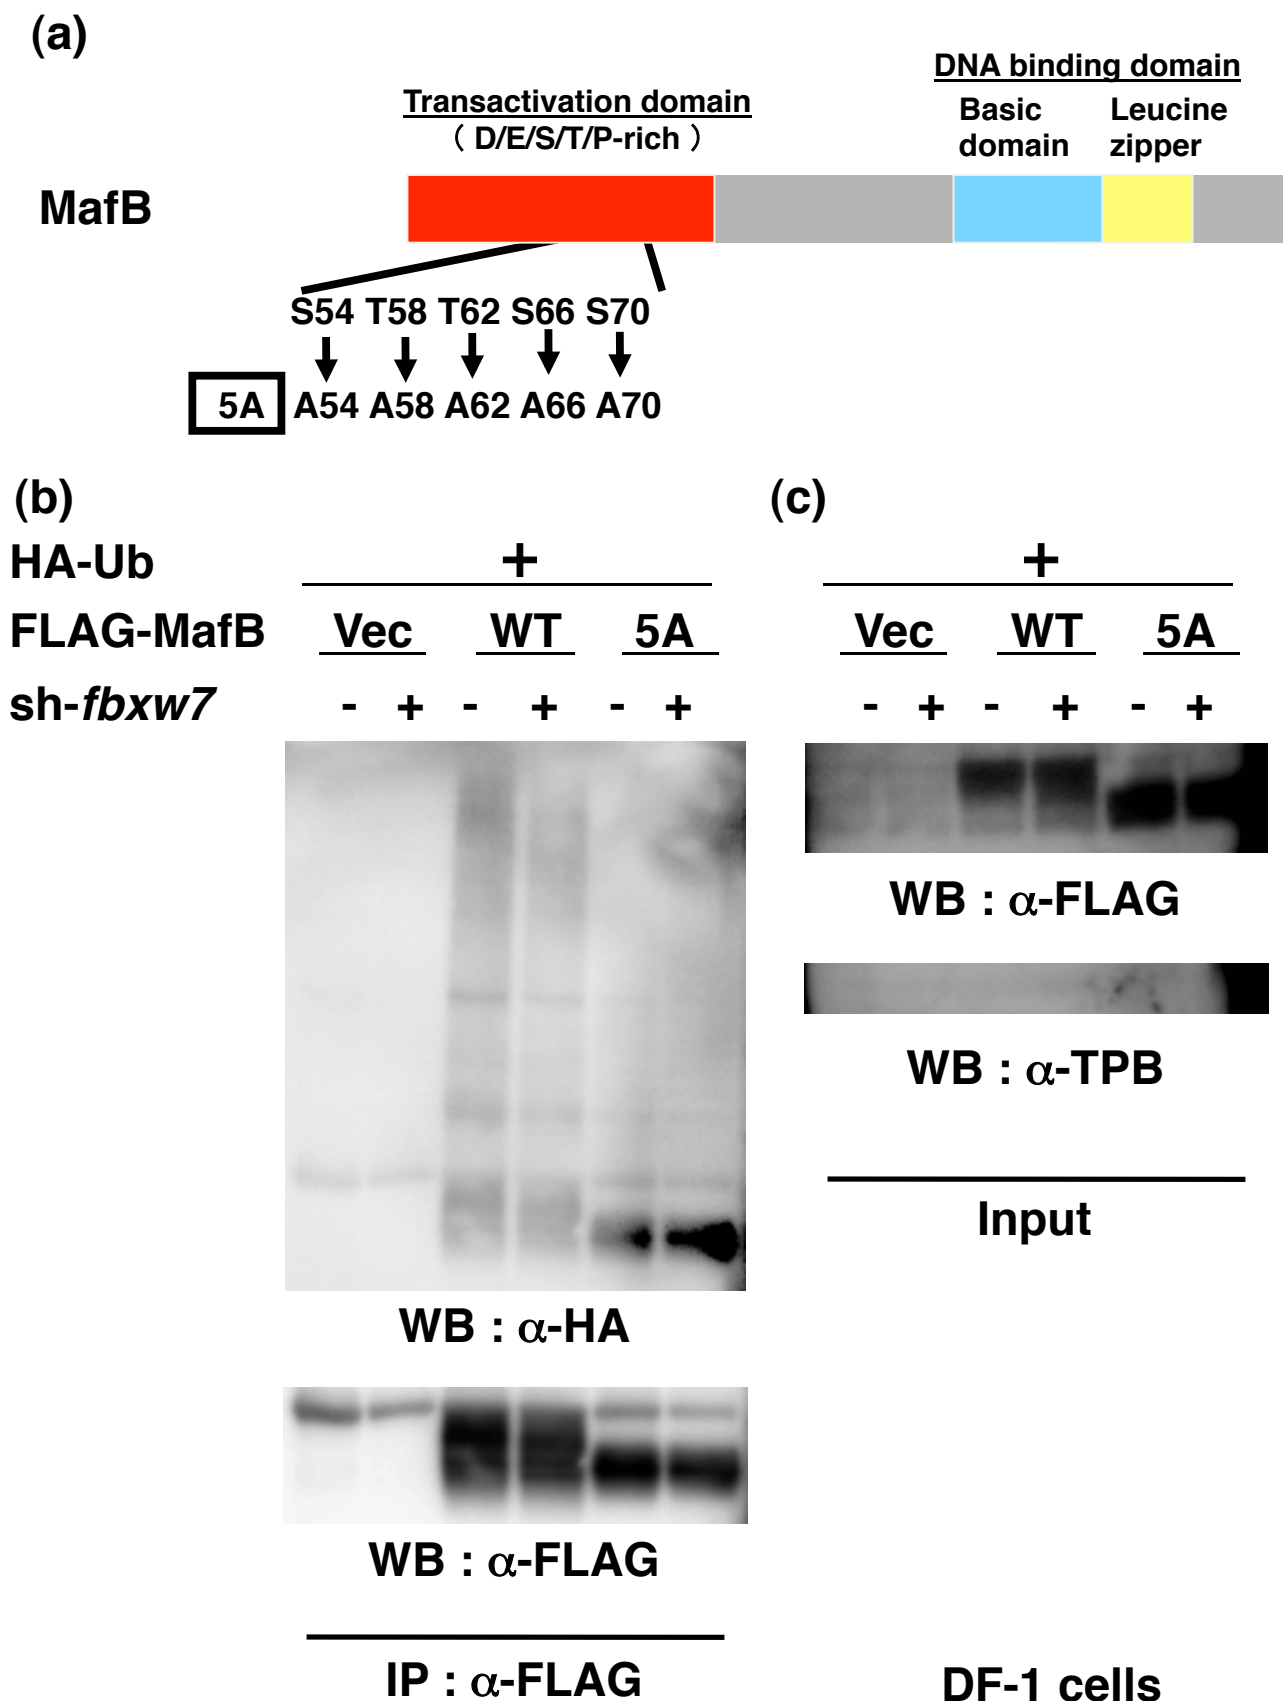 (a)
DNA binding domain
Transactivation domain
( D/E/S/T/P-rich )
Basic domain
Leucine zipper
MafB
S54 T58 T62 S66 S70
5A A54 A58 A62 A66 A70
(b)
HA-Ub +
FLAG-MafB Vec WT 5A
sh-fbxw7 - + - + - +
WB : α-HA
WB : α-FLAG
IP : α-FLAG
(c)
+
Vec WT 5A
- + - + - +
WB : α-FLAG
WB : α-TPB
Input
DF-1 cells